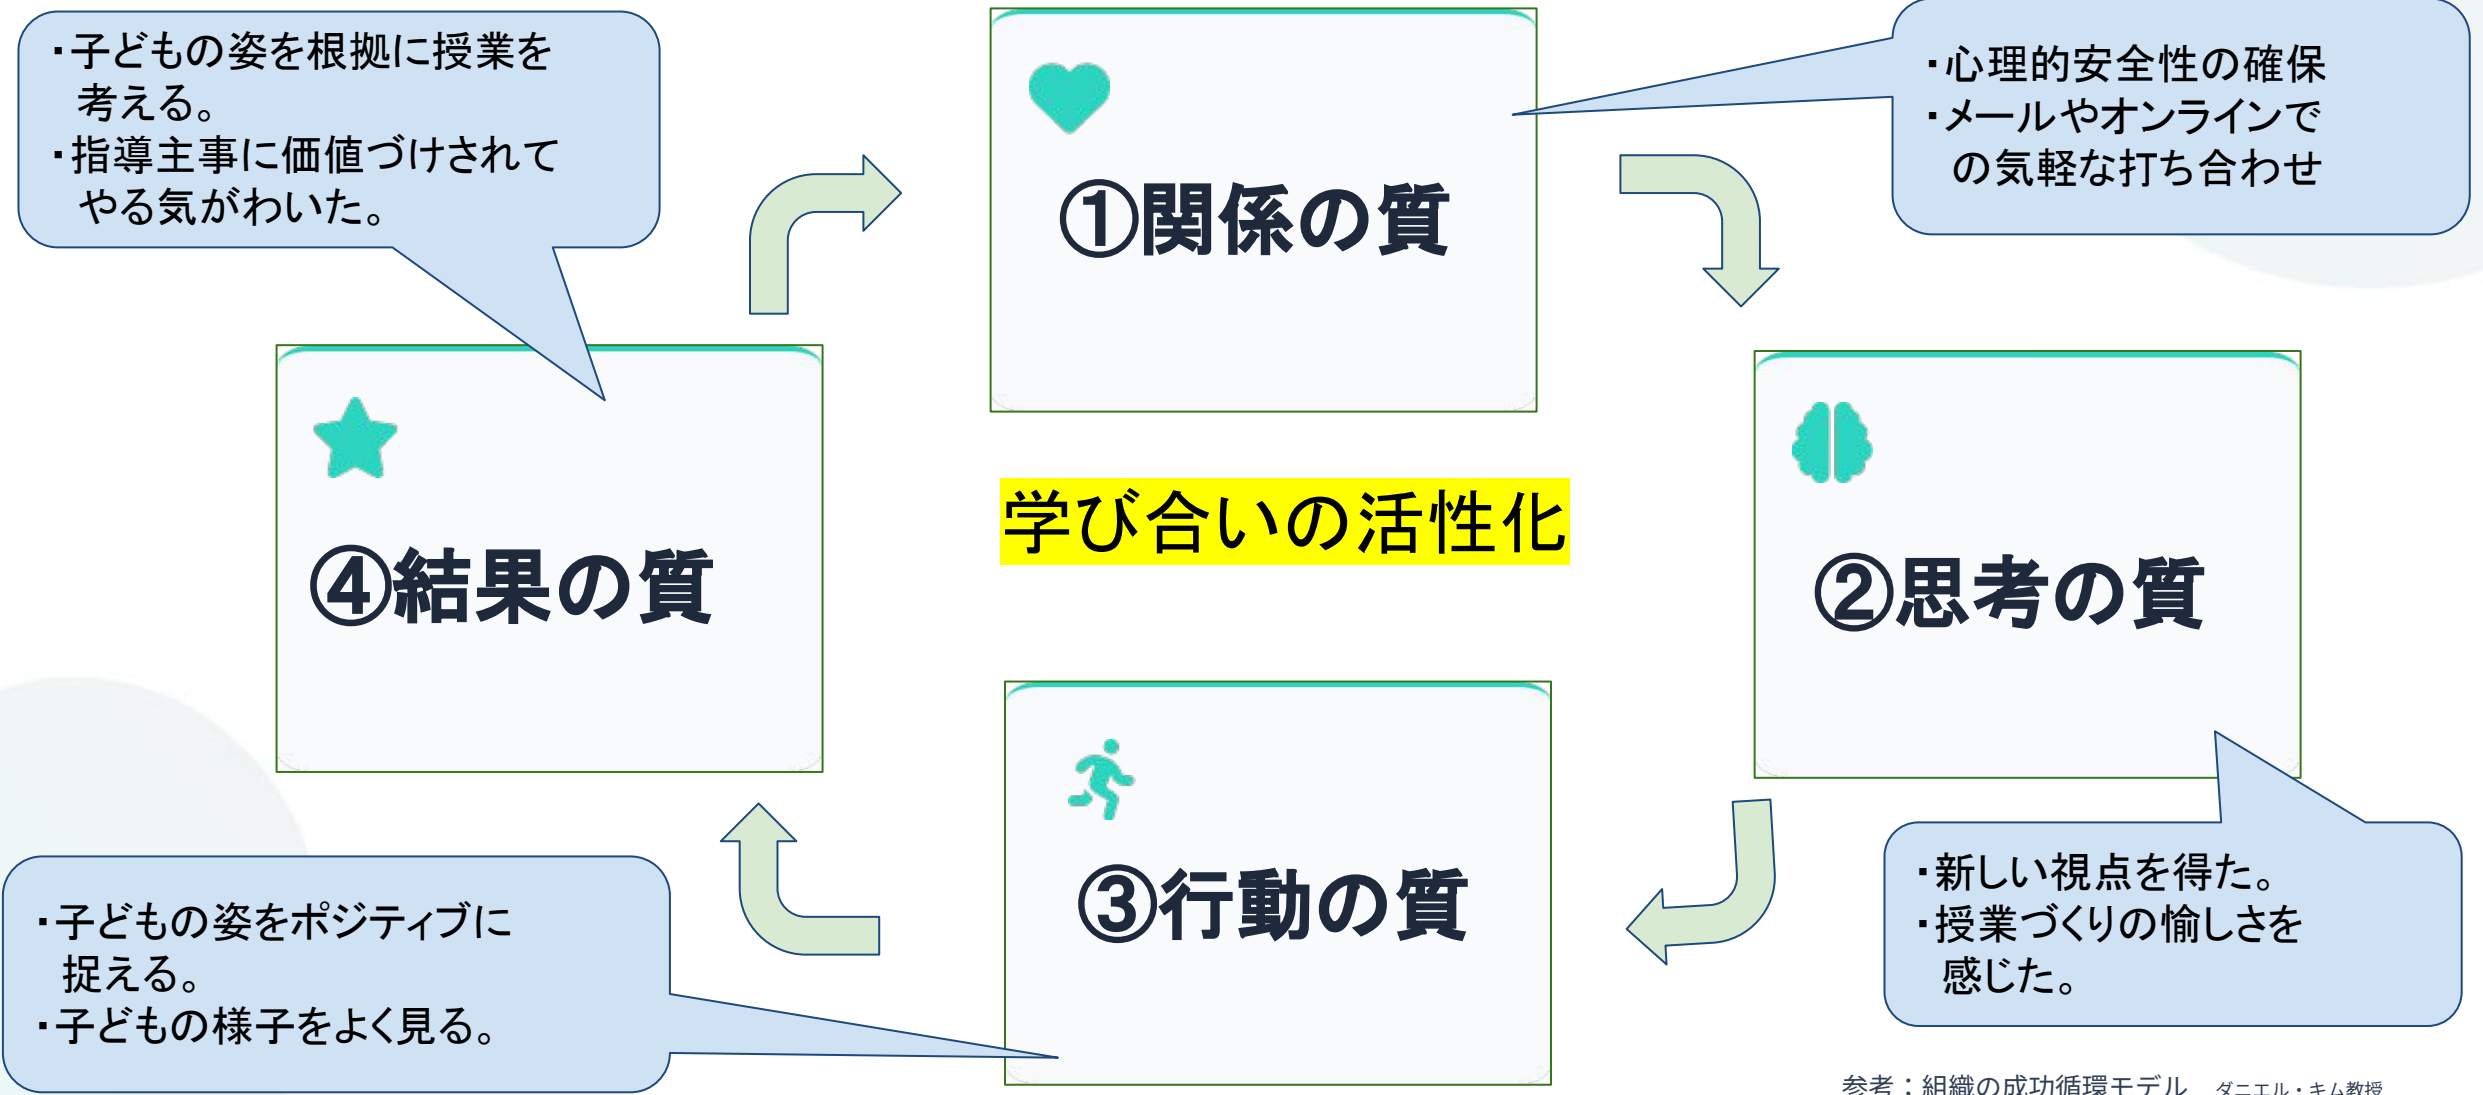 ・子どもの姿を根拠に授業を
考える。
・指導主事に価値づけされて
やる気がわいた。
①関係の質
・心理的安全性の確保
・メールやオンラインで
の気軽な打ち合わせ
④結果の質
学び合いの活性化
②思考の質
③行動の質
・子どもの姿をポジティブに
捉える。
・子どもの様子をよく見る。
・新しい視点を得た。
・授業づくりの愉しさを
感じた。
参考：組織の成功循環モデル　ダニエル・キム教授